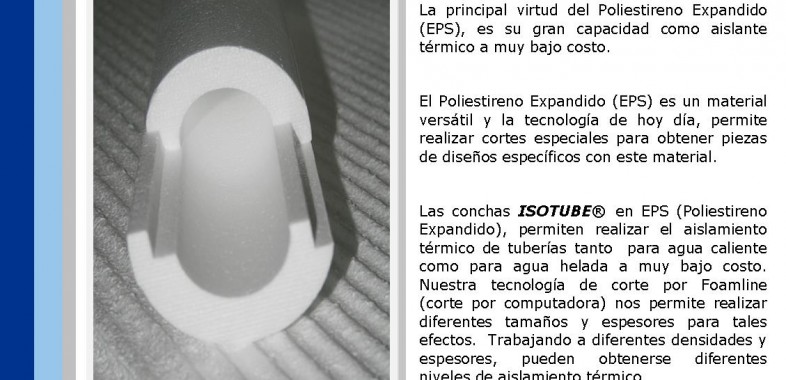 La principal virtud del Poliestireno Expandido
(EPS), es su gran capacidad como aislante
térmico a muy bajo costo.
El Poliestireno Expandido (EPS) es un material
versátil y la tecnología de hoy día, permite
realizar cortes especiales para obtener piezas
de diseños específicos con este material.
Las conchas ISOTUBE® en EPS (Poliestireno
Expandido), permiten realizar el aislamiento
térmico de tuberías tanto para agua caliente
como para agua helada a muy bajo costo.
Nuestra tecnología de corte por Foamline
(corte por computadora) nos permite realizar
diferentes tamaños y espesores para tales
efectos. Trabajando a diferentes densidades y
espesores, pueden obtenerse diferentes
niveles de aislamiento térmico.